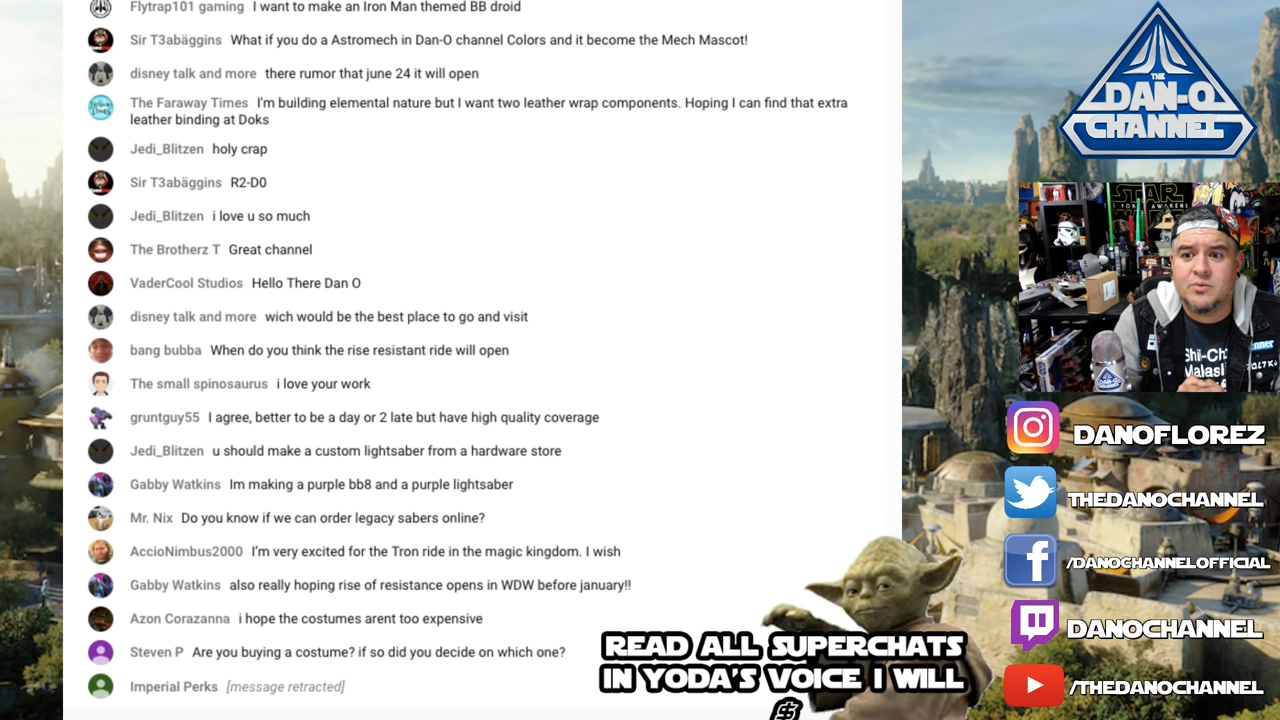 Flytrap101 gaming I want to make an Iron Man themed BB droid
Sir T3abäggins What if you do a Astromech in Dan-O channel Colors and it become the Mech Mascot!
disney talk and more there rumor that june 24 it will open
The Faraway Times I'm building elemental nature but I want two leather wrap components. Hoping I can find that extra
leather binding at Doks
Jedi_Blitzen holy crap
Sir T3abäggins R2-D0
Jedi_Blitzen i love u so much
The Brotherz T Great channel
VaderCool Studios Hello There Dan O
disney talk and more wich would be the best place to go and visit
bang bubba When do you think the rise resistant ride will open
The small spinosaurus i love your work
gruntguy55 I agree, better to be a day or 2 late but have high quality coverage
Jedi_Blitzen u should make a custom lightsaber from a hardware store
Gabby Watkins Im making a purple bb8 and a purple lightsaber
Mr. Nix Do you know if we can order legacy sabers online?
AccioNimbus2000 I'm very excited for the Tron ride in the magic kingdom. I wish
Gabby Watkins also really hoping rise of resistance opens in WDW before january!!
Azon Corazanna i hope the costumes arent too expensive
Steven P Are you buying a costume? if so did you decide on which one?
Imperial Perks [message retracted]
READ ALL SUPERCHATS
IN YODA'S VOICE I WILL
$
THE
DAN-O
CHANNEL
STAR
Shii-Cho
DANOFLOREZ
THEDANOCHANNEL
/DANOCHANNELOFFICIAL
DANOCHANNEL
/THEDANOCHANNEL